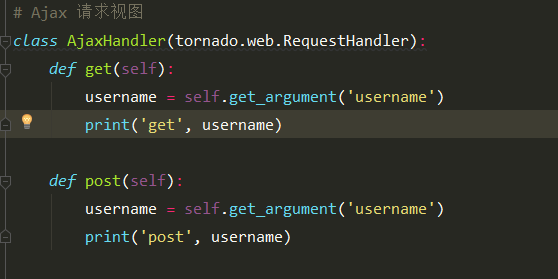 # Ajax 请求视图
class AjaxHandler(tornado.web.RequestHandler):
    def get(self):
        username = self.get_argument('username')
        print('get', username)
    def post(self):
        username = self.get_argument('username')
        print('post', username)